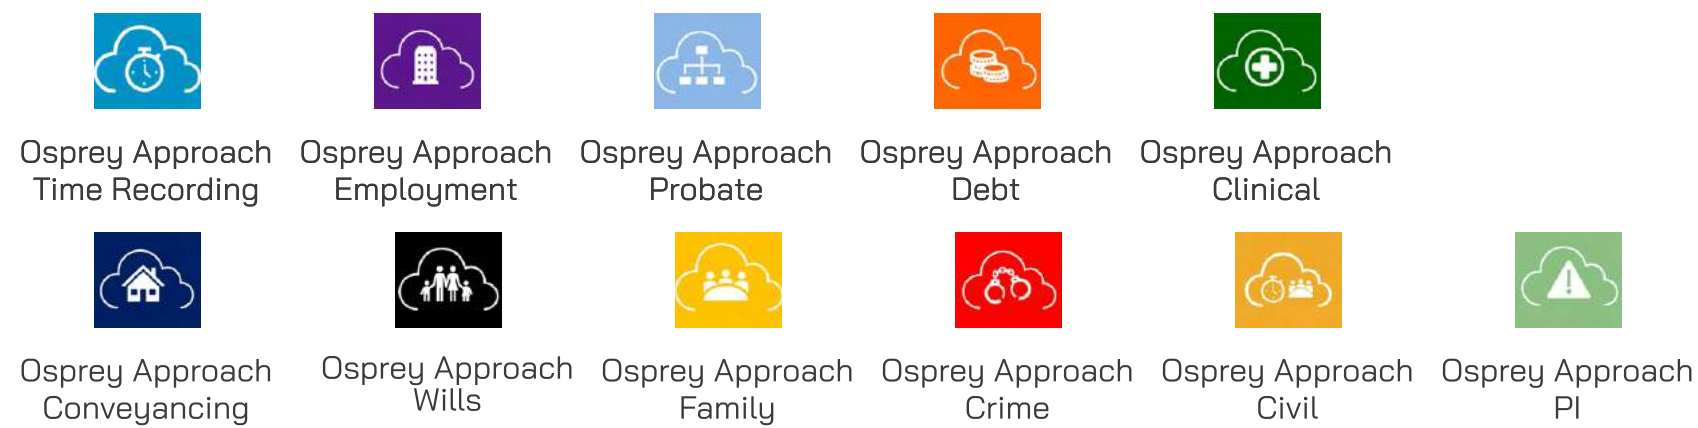 Osprey Approach
Time Recording
Osprey Approach
Employment
Osprey Approach
Probate
Osprey Approach
Debt
Osprey Approach
Clinical
Osprey Approach
Conveyancing
Osprey Approach
Wills
Osprey Approach
Family
Osprey Approach
Crime
Osprey Approach
Civil
Osprey Approach
PI